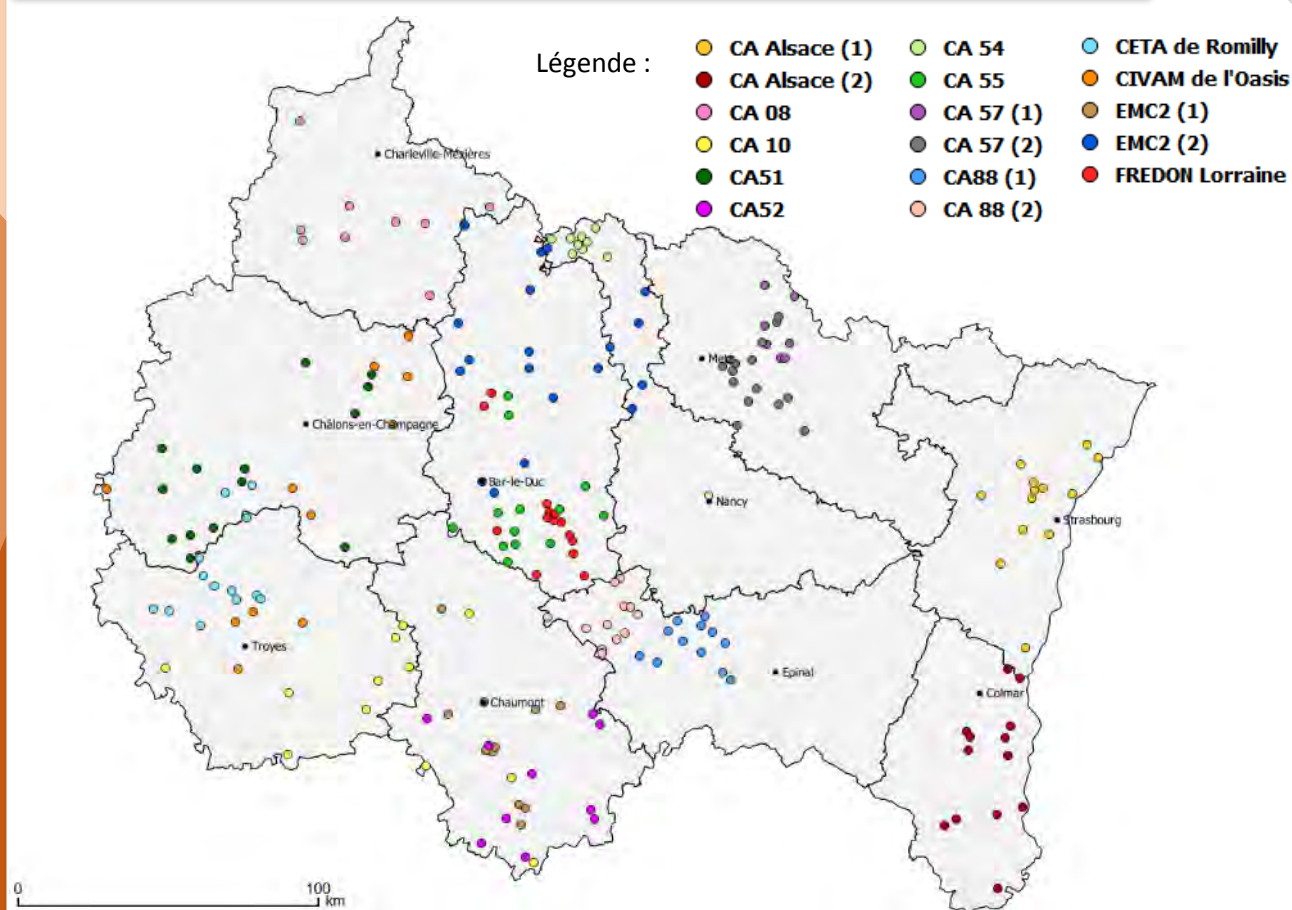 Légende :
CA Alsace (1)
CA Alsace (2)
CA 08
CA 10
CA51
CA52
CA 54
CA 55
CA 57 (1)
CA 57 (2)
CA88 (1)
CA 88 (2)
CETA de Romilly
CIVAM de l'Oasis
EMC2 (1)
EMC2 (2)
FREDON Lorraine
Charleville-Mézières
Metz
Châlons-en-Champagne
Bar-le-Duc
Nancy
Strasbourg
Troyes
Epinal
Colmar
Chaumont
0 100
km